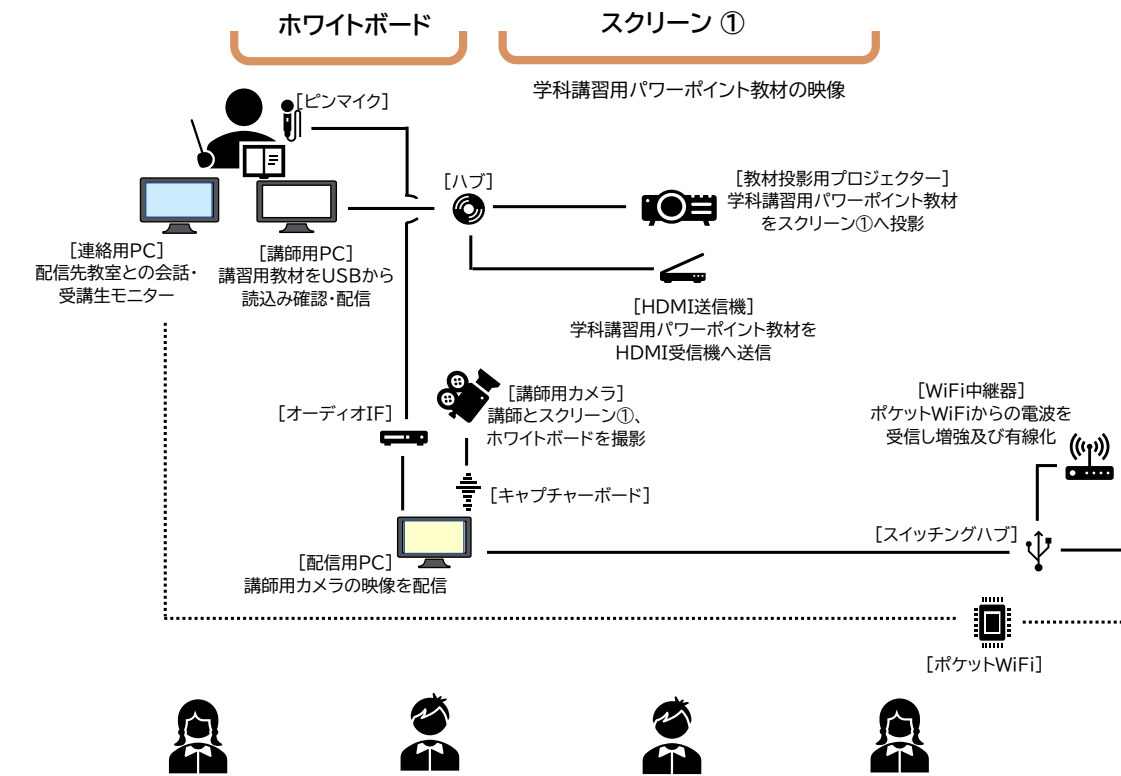 ホワイトボード
スクリーン ①
学科講習用パワーポイント教材の映像
[ピンマイク]
[ハブ]
[教材投影用プロジェクター]
学科講習用パワーポイント教材
をスクリーン①へ投影
[連絡用PC]
配信先教室との会話・
受講生モニター
[講師用PC]
講習用教材をUSBから
読込み確認・配信
[HDMI送信機]
学科講習用パワーポイント教材を
HDMI受信機へ送信
[オーディオIF]
[講師用カメラ]
講師とスクリーン①、
ホワイトボードを撮影
[WiFi中継器]
ポケットWiFiからの電波を
受信し増強及び有線化
[キャプチャーボード]
[スイッチングハブ]
[配信用PC]
講師用カメラの映像を配信
[ポケットWiFi]